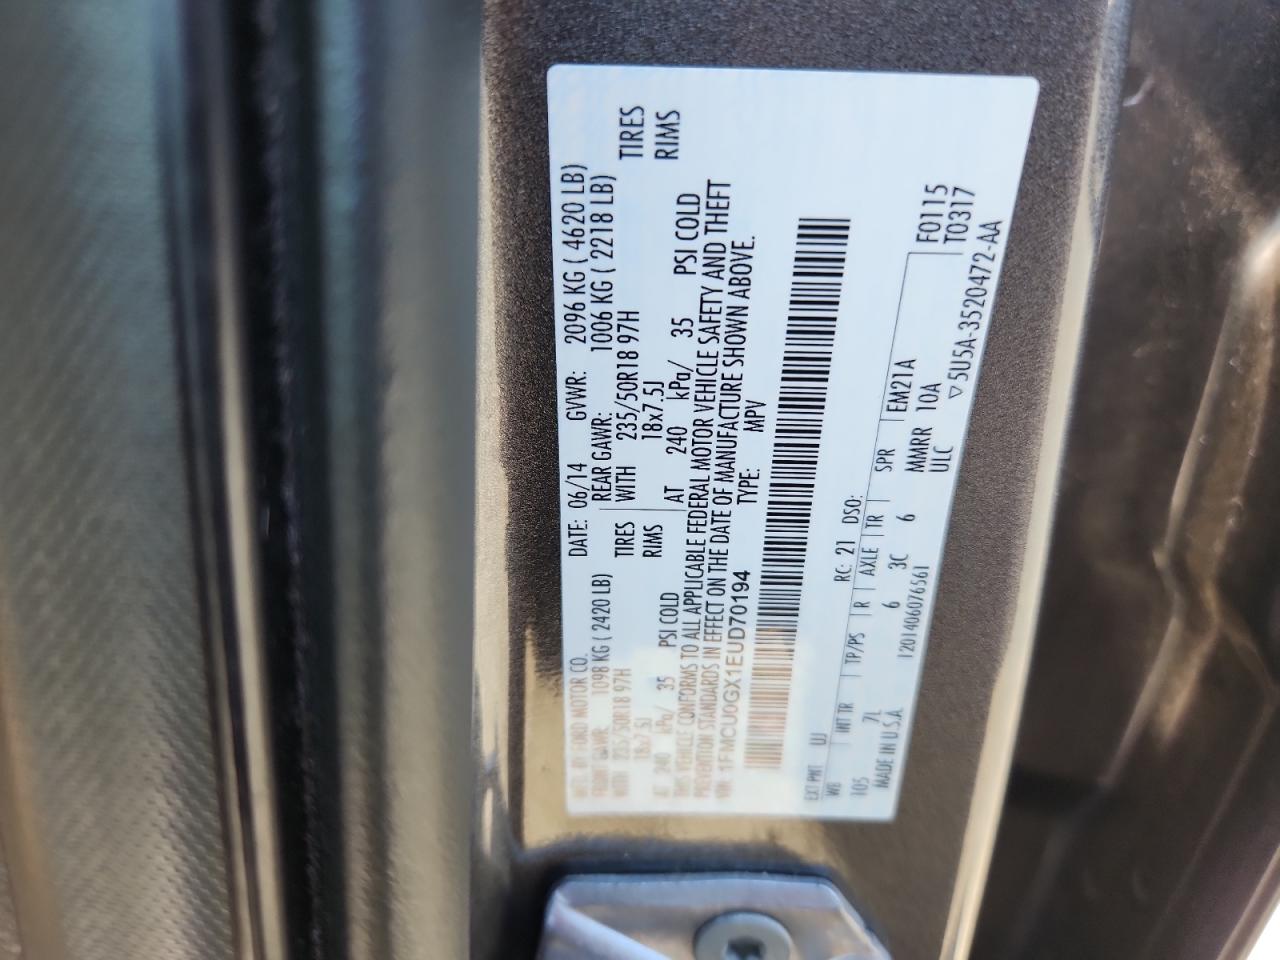 MFD. BY FORD MOTOR CO.
DATE: 06/14 GVWR: 2096 KG ( 4620 LB)
FRONT GAWR: 1098 KG ( 2420 LB) REAR GAWR: 1006 KG ( 2218 LB)
WITH 235/50R18 97H TIRES WITH 235/50R18 97H TIRES
18x7.5J RIMS 18x7.5J RIMS
AT 240 kPa/ 35 PSI COLD AT 240 kPa/ 35 PSI COLD
THIS VEHICLE CONFORMS TO ALL APPLICABLE FEDERAL MOTOR VEHICLE SAFETY AND THEFT
PREVENTION STANDARDS IN EFFECT ON THE DATE OF MANUFACTURE SHOWN ABOVE.
VIN: 1FMCU0GX1EUD70194 TYPE: MPV
EXT PNT UJ RC: 21 DSO:
WB INT TR TP/PS R AXLE TR SPR EM21A F0115
105 7L 6 3C 6 MMRR 10A T0317
MADE IN U.S.A. 1201406076561 ULC
▽5U5A-3520472-AA